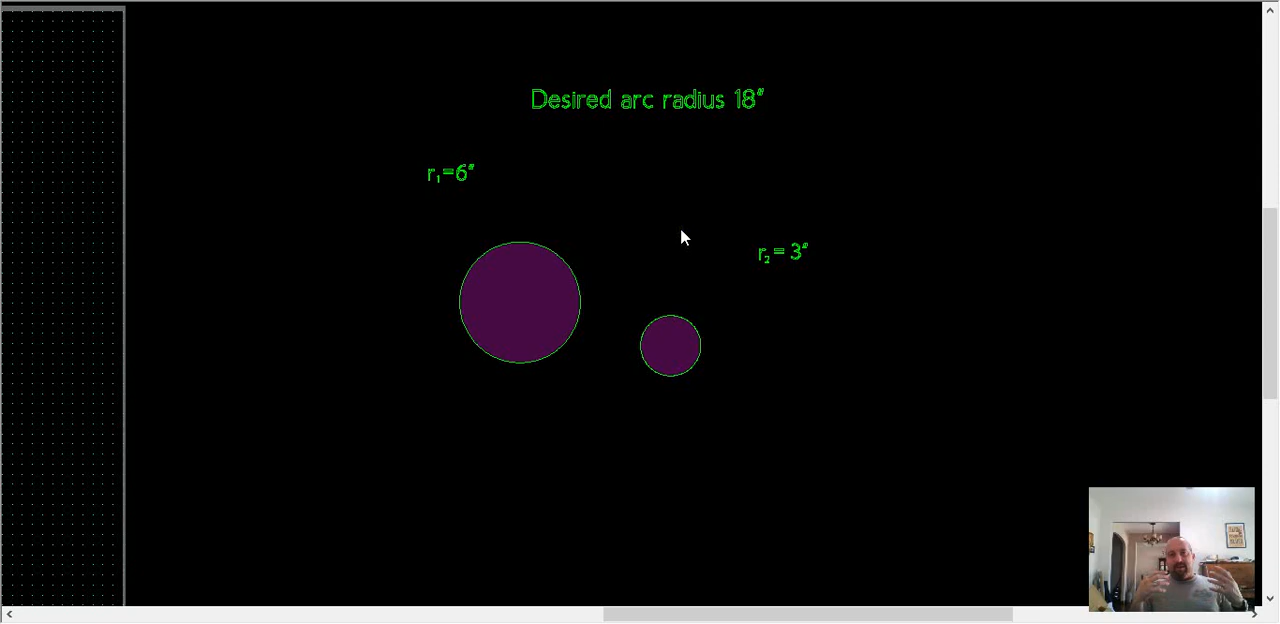 Desired arc radius 18"
r₁=6"
r₂= 3"